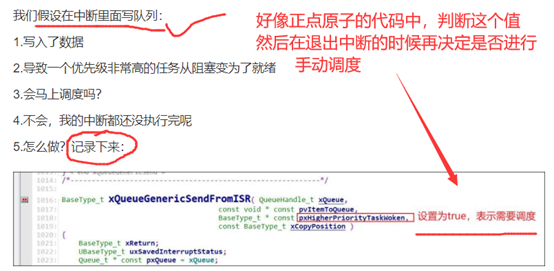 我们假设在中断里面写队列：
好像正点原子的代码中，判断这个值
然后在退出中断的时候再决定是否进行
手动调度
1.写入了数据
2.导致一个优先级非常高的任务从阻塞变为了就绪
3.会马上调度吗？
4.不会，我的中断都还没执行完呢
5.怎么做？记录下来：
1015:
1016: BaseType_t xQueueGenericSendFromISR( QueueHandle_t xQueue,
1017: const void * const pvItemToQueue,
1018: BaseType_t * const pxHigherPriorityTaskWoken,
设置为true，表示需要调度
1019: const BaseType_t xCopyPosition )
1020: {
1021: BaseType_t xReturn;
1022: UBaseType_t uxSavedInterruptStatus;
1023: Queue_t * const pxQueue = xQueue;